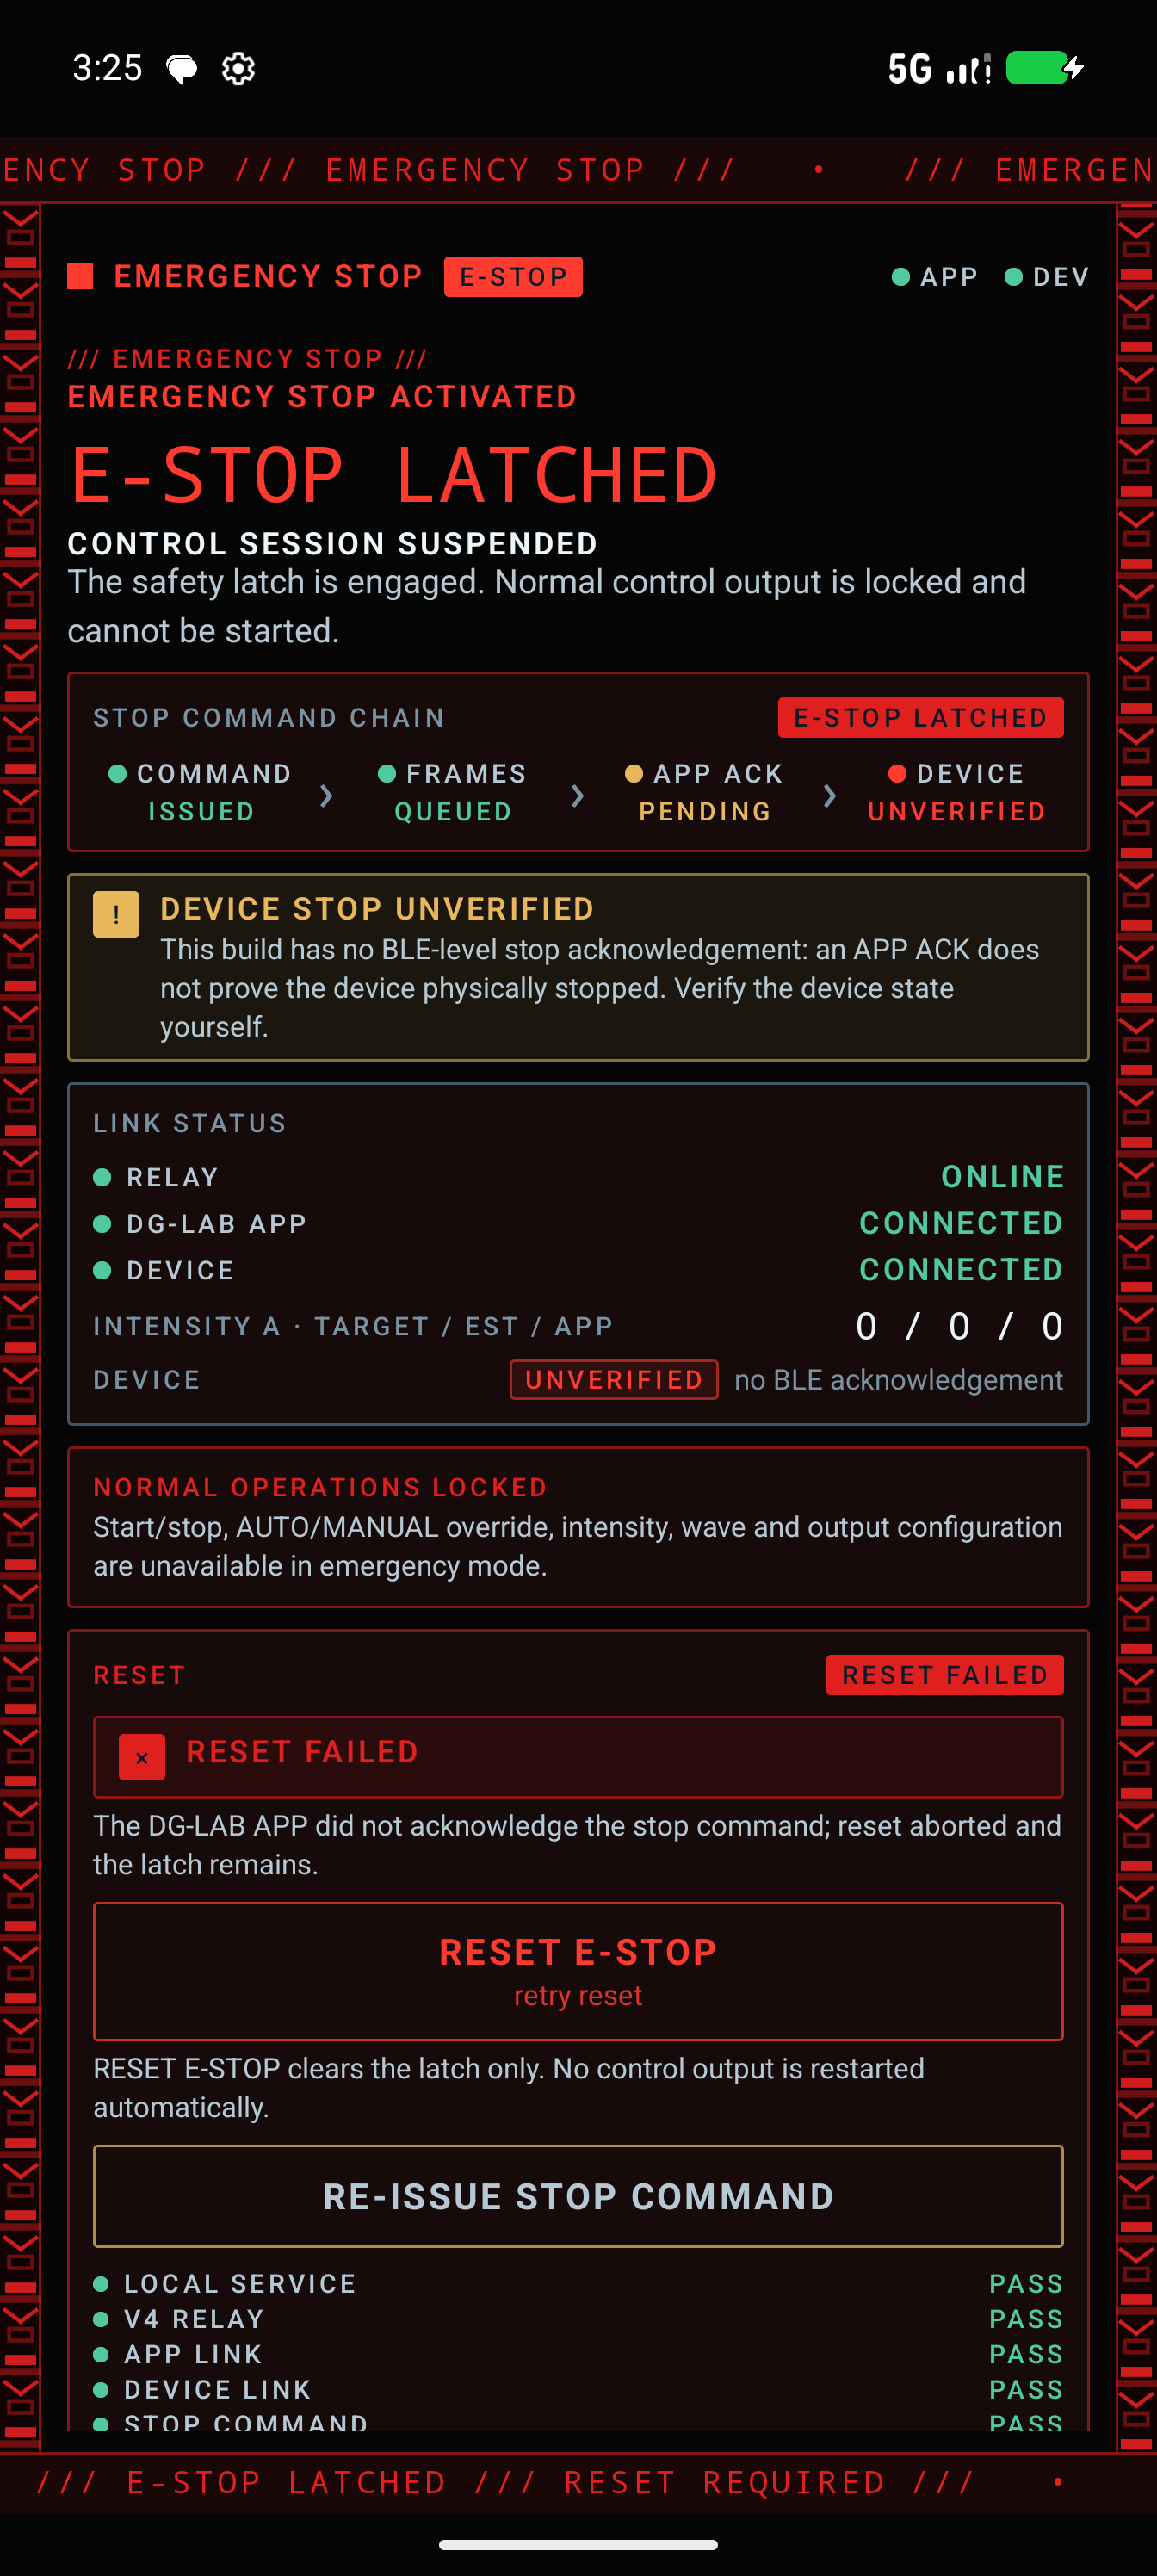 3:25
5G
ENCY STOP /// EMERGENCY STOP /// • /// EMERGEN
EMERGENCY STOP E-STOP APP DEV
/// EMERGENCY STOP ///
EMERGENCY STOP ACTIVATED
E-STOP LATCHED
CONTROL SESSION SUSPENDED
The safety latch is engaged. Normal control output is locked and
cannot be started.
STOP COMMAND CHAIN E-STOP LATCHED
COMMAND › FRAMES › APP ACK › DEVICE
ISSUED QUEUED PENDING UNVERIFIED
! DEVICE STOP UNVERIFIED
This build has no BLE-level stop acknowledgement: an APP ACK does
not prove the device physically stopped. Verify the device state
yourself.
LINK STATUS
RELAY ONLINE
DG-LAB APP CONNECTED
DEVICE CONNECTED
INTENSITY A · TARGET / EST / APP 0 / 0 / 0
DEVICE UNVERIFIED no BLE acknowledgement
NORMAL OPERATIONS LOCKED
Start/stop, AUTO/MANUAL override, intensity, wave and output configuration
are unavailable in emergency mode.
RESET RESET FAILED
× RESET FAILED
The DG-LAB APP did not acknowledge the stop command; reset aborted and
the latch remains.
RESET E-STOP
retry reset
RESET E-STOP clears the latch only. No control output is restarted
automatically.
RE-ISSUE STOP COMMAND
LOCAL SERVICE PASS
V4 RELAY PASS
APP LINK PASS
DEVICE LINK PASS
STOP COMMAND PASS
/// E-STOP LATCHED /// RESET REQUIRED /// •